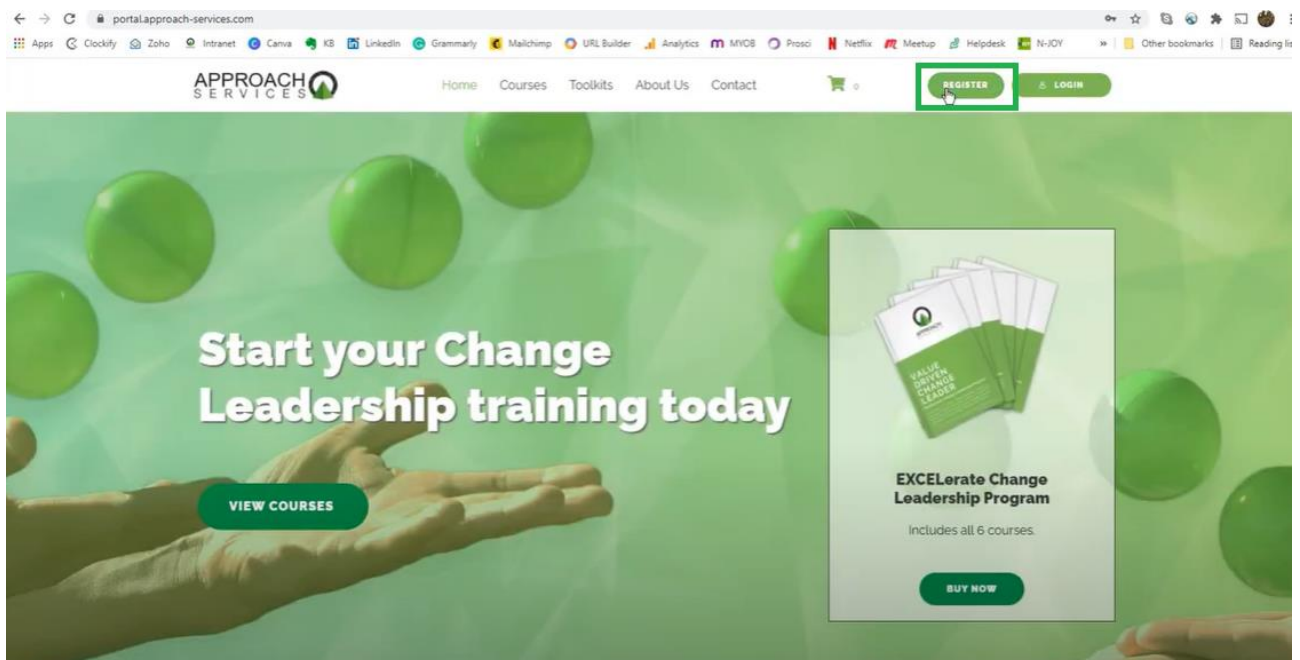 portal.approach-services.com
Apps Clockify Zoho Intranet Canva KB LinkedIn Grammarly Mailchimp URL Builder Analytics MYOB Prosci Netflix Meetup Helpdesk N-JOY » Other bookmarks Reading lis
APPROACH
SERVICES
Home Courses Toolkits About Us Contact 0 REGISTER LOGIN
Start your Change
Leadership training today
VIEW COURSES
APPROACH
VALUE
DRIVEN
CHANGE
LEADER
EXCELerate Change
Leadership Program
Includes all 6 courses.
BUY NOW